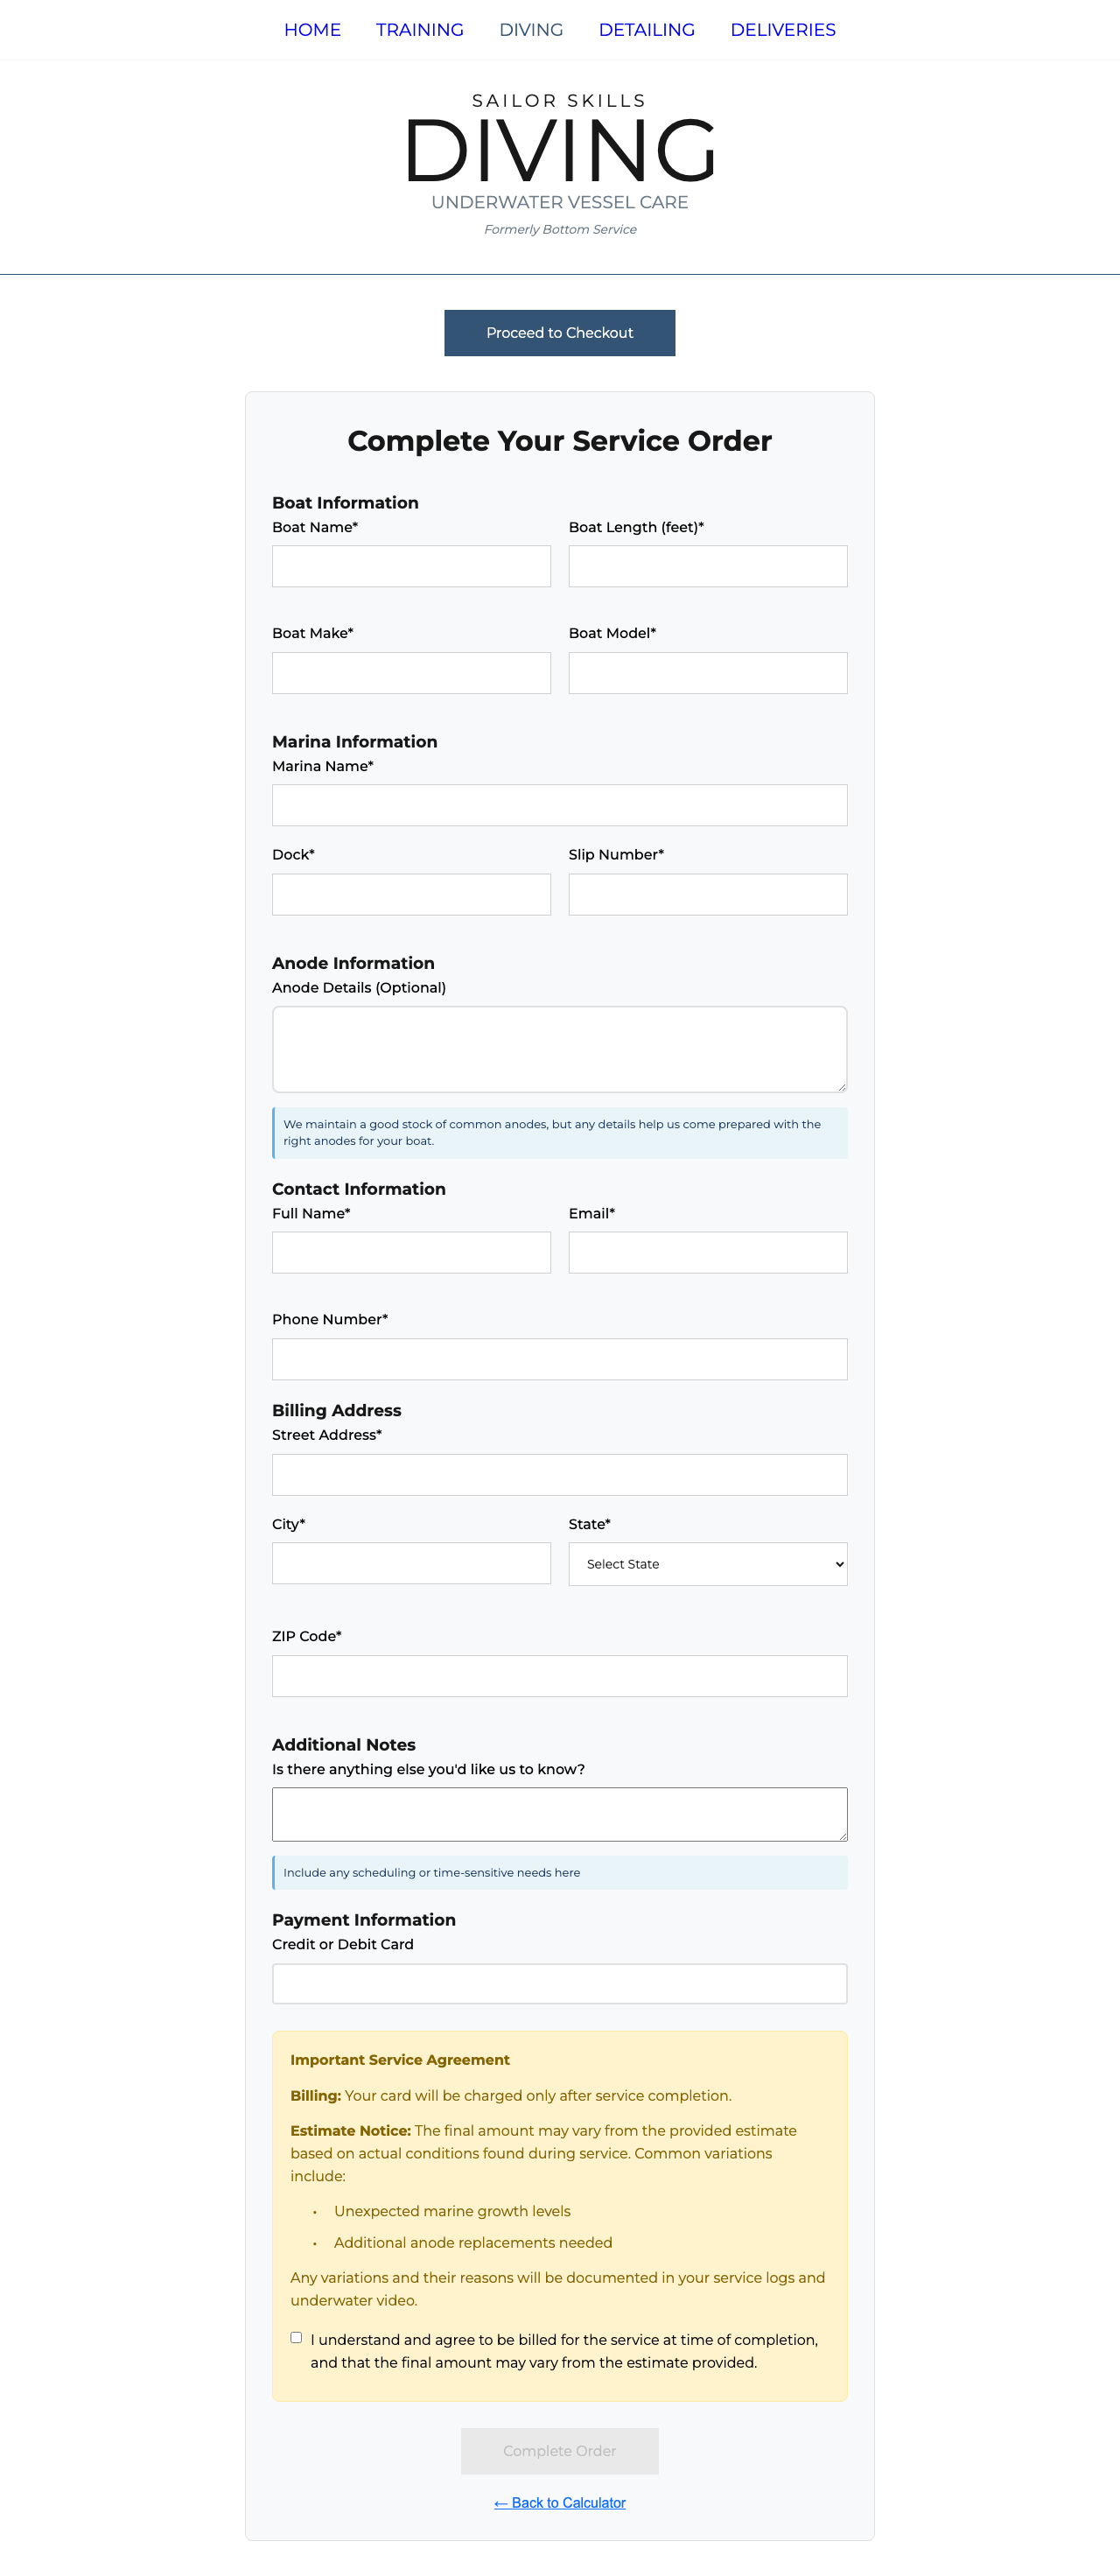 HOME TRAINING DIVING DETAILING DELIVERIES
SAILOR SKILLS
DIVING
UNDERWATER VESSEL CARE
Formerly Bottom Service
Proceed to Checkout
Complete Your Service Order
Boat Information
Boat Name* Boat Length (feet)*
Boat Make* Boat Model*
Marina Information
Marina Name*
Dock* Slip Number*
Anode Information
Anode Details (Optional)
We maintain a good stock of common anodes, but any details help us come prepared with the
right anodes for your boat.
Contact Information
Full Name* Email*
Phone Number*
Billing Address
Street Address*
City* State*
Select State
ZIP Code*
Additional Notes
Is there anything else you'd like us to know?
Include any scheduling or time-sensitive needs here
Payment Information
Credit or Debit Card
Important Service Agreement
Billing: Your card will be charged only after service completion.
Estimate Notice: The final amount may vary from the provided estimate
based on actual conditions found during service. Common variations
include:
• Unexpected marine growth levels
• Additional anode replacements needed
Any variations and their reasons will be documented in your service logs and
underwater video.
I understand and agree to be billed for the service at time of completion,
and that the final amount may vary from the estimate provided.
Complete Order
← Back to Calculator